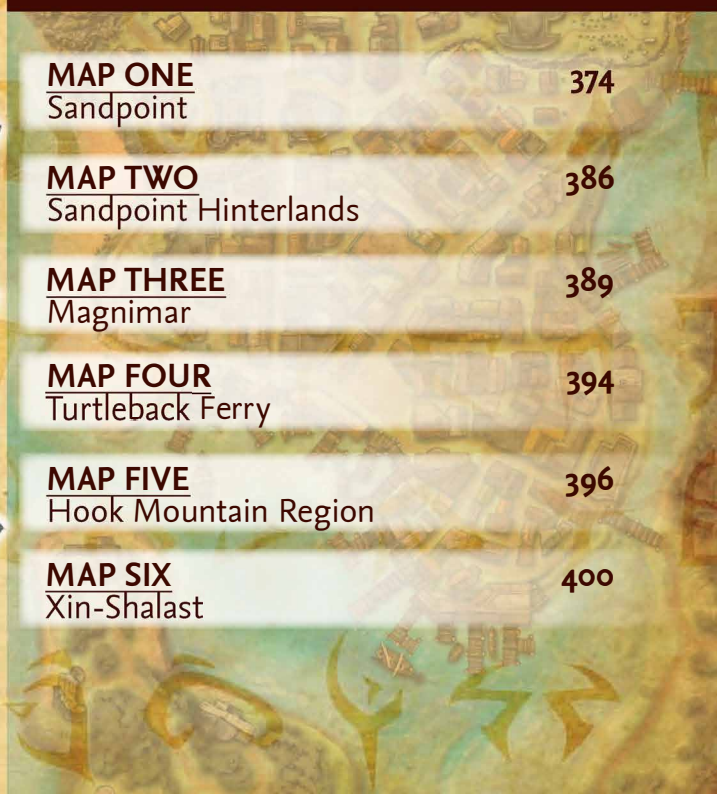 MAP ONE 374
Sandpoint
MAP TWO 386
Sandpoint Hinterlands
MAP THREE 389
Magnimar
MAP FOUR 394
Turtleback Ferry
MAP FIVE 396
Hook Mountain Region
MAP SIX 400
Xin-Shalast